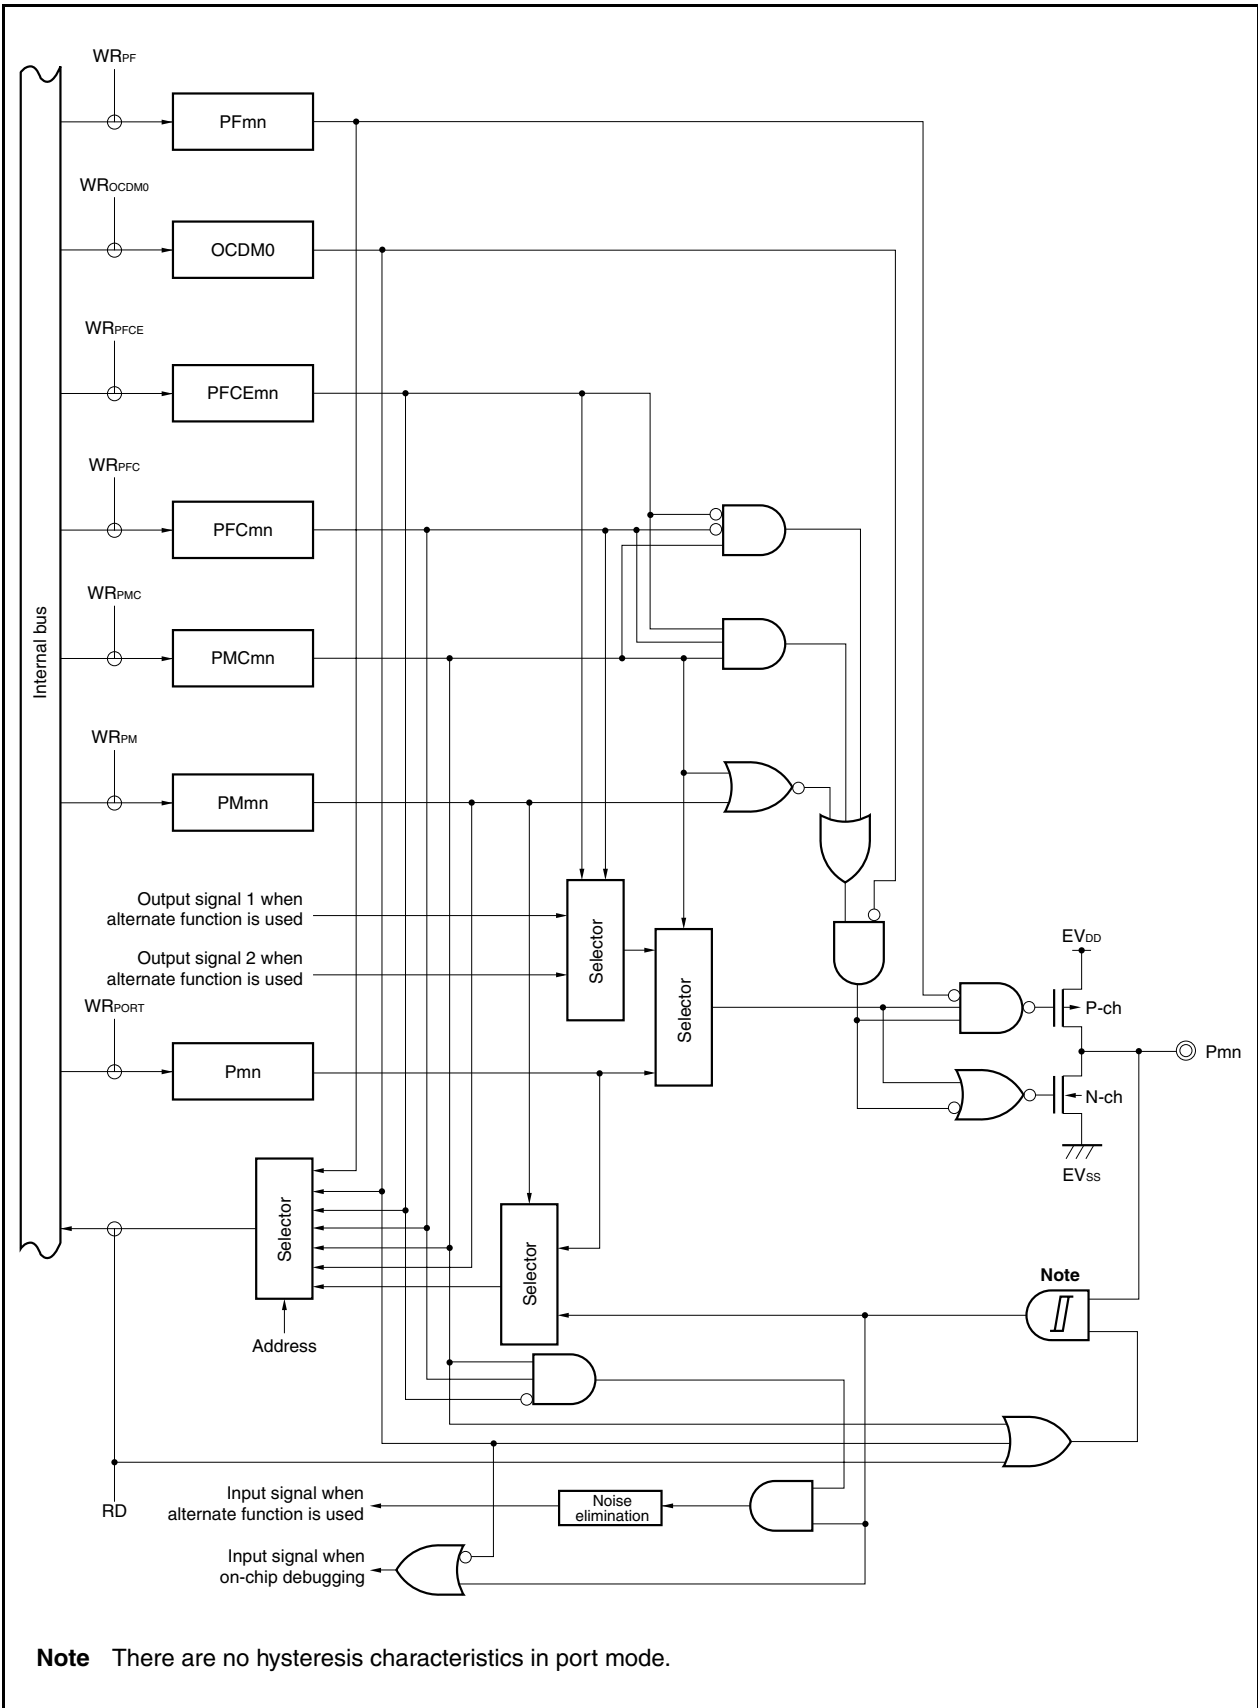 WRPF
PFmn
WROCDM0
OCDM0
WRPFCE
PFCEmn
WRPFC
PFCmn
WRPMC
PMCmn
Internal bus
WRPM
PMmn
Output signal 1 when
alternate function is used
Output signal 2 when
alternate function is used
Selector
Selector
EVDD
P-ch
WRPORT
Pmn
Pmn
N-ch
EVSS
Selector
Selector
Note
Address
RD
Input signal when
alternate function is used
Noise
elimination
Input signal when
on-chip debugging
Note There are no hysteresis characteristics in port mode.